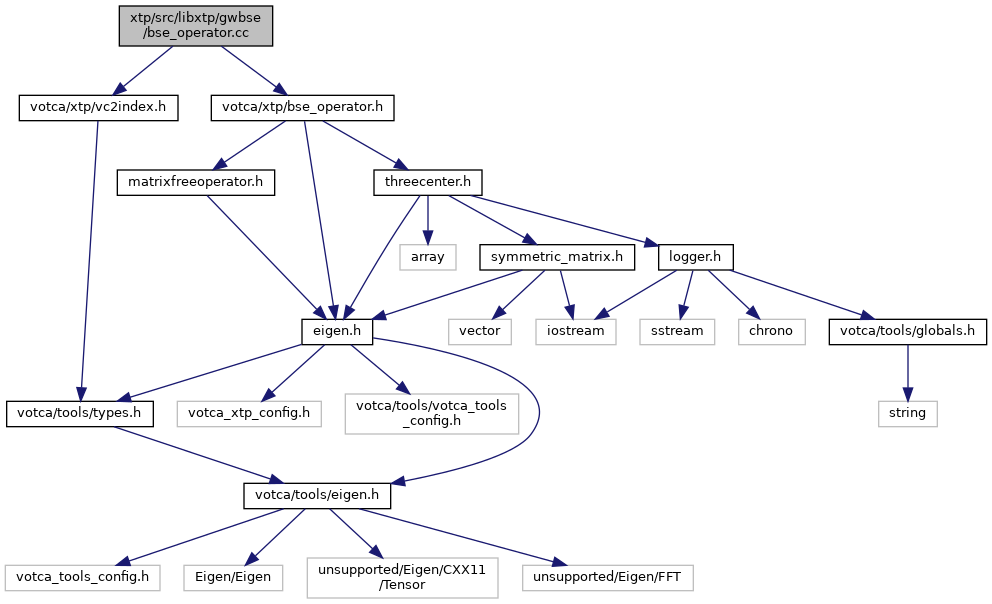 xtp/src/libxtp/gwbse
/bse_operator.cc
votca/xtp/vc2index.h
votca/xtp/bse_operator.h
matrixfreeoperator.h
threecenter.h
array
symmetric_matrix.h
logger.h
eigen.h
vector
iostream
sstream
chrono
votca/tools/globals.h
votca/tools/types.h
votca_xtp_config.h
votca/tools/votca_tools
_config.h
string
votca/tools/eigen.h
votca_tools_config.h
Eigen/Eigen
unsupported/Eigen/CXX11
/Tensor
unsupported/Eigen/FFT